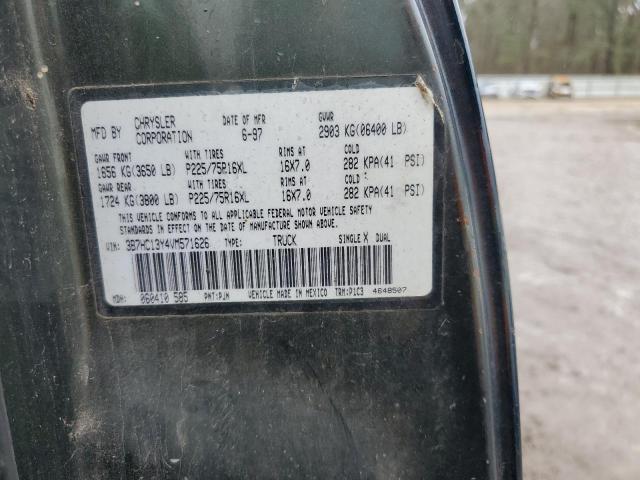 MFD BY CHRYSLER CORPORATION DATE OF MFR 6-97 GVWR 2903 KG(06400 LB)
GAWR FRONT WITH TIRES RIMS AT COLD
1656 KG(3650 LB) P225/75R16XL 16X7.0 282 KPA(41 PSI)
GAWR REAR WITH TIRES RIMS AT COLD
1724 KG(3800 LB) P225/75R16XL 16X7.0 282 KPA(41 PSI)
THIS VEHICLE CONFORMS TO ALL APPLICABLE FEDERAL MOTOR VEHICLE SAFETY
STANDARDS IN EFFECT ON THE DATE OF MANUFACTURE SHOWN ABOVE.
VIN: 3B7HC13Y4VM571626 TYPE: TRUCK SINGLE X DUAL
MDH: 060410 585 PNT:PJN VEHICLE MADE IN MEXICO TRM:P1C3 4648507